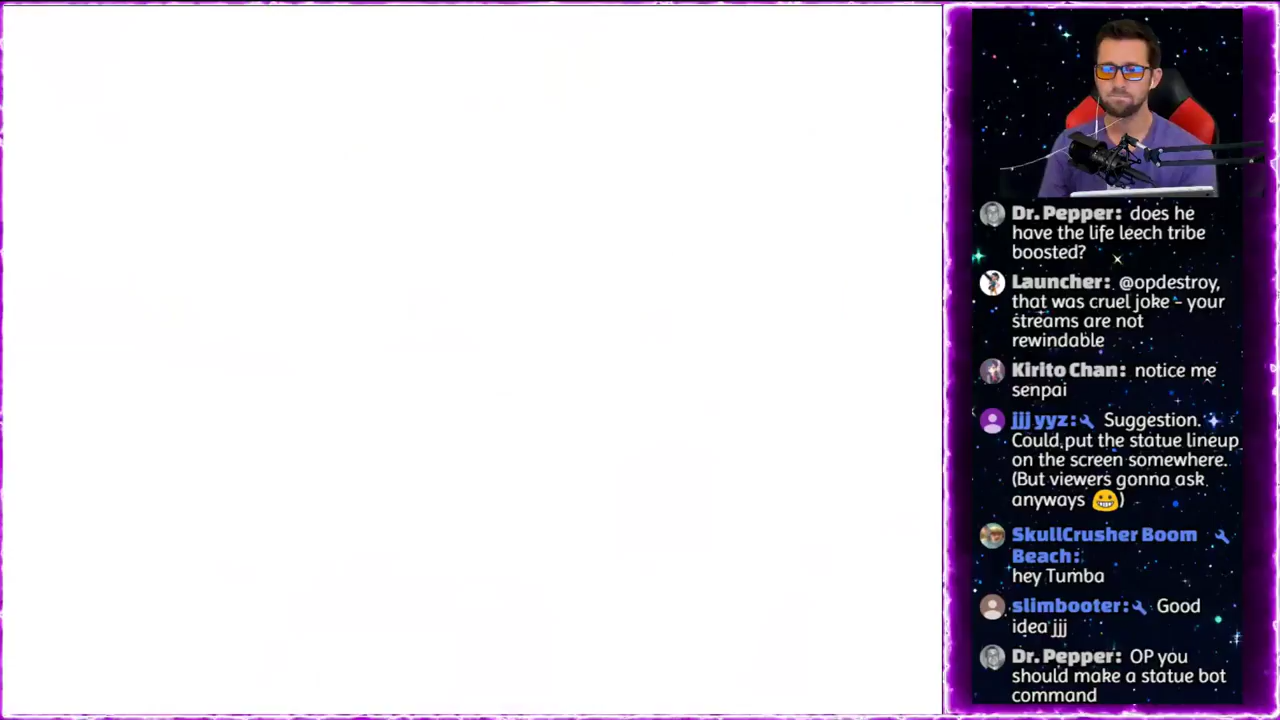 Dr. Pepper: does he
have the life leech tribe
boosted?
Launcher: @opdestroy,
that was cruel joke - your
streams are not
rewindable
Kirito Chan: notice me
senpai
jjj yyz: Suggestion.
Could put the statue lineup
on the screen somewhere.
(But viewers gonna ask
anyways 😀)
SkullCrusher Boom
Beach:
hey Tumba
slimbooter: Good
idea jjj
Dr. Pepper: OP you
should make a statue bot
command